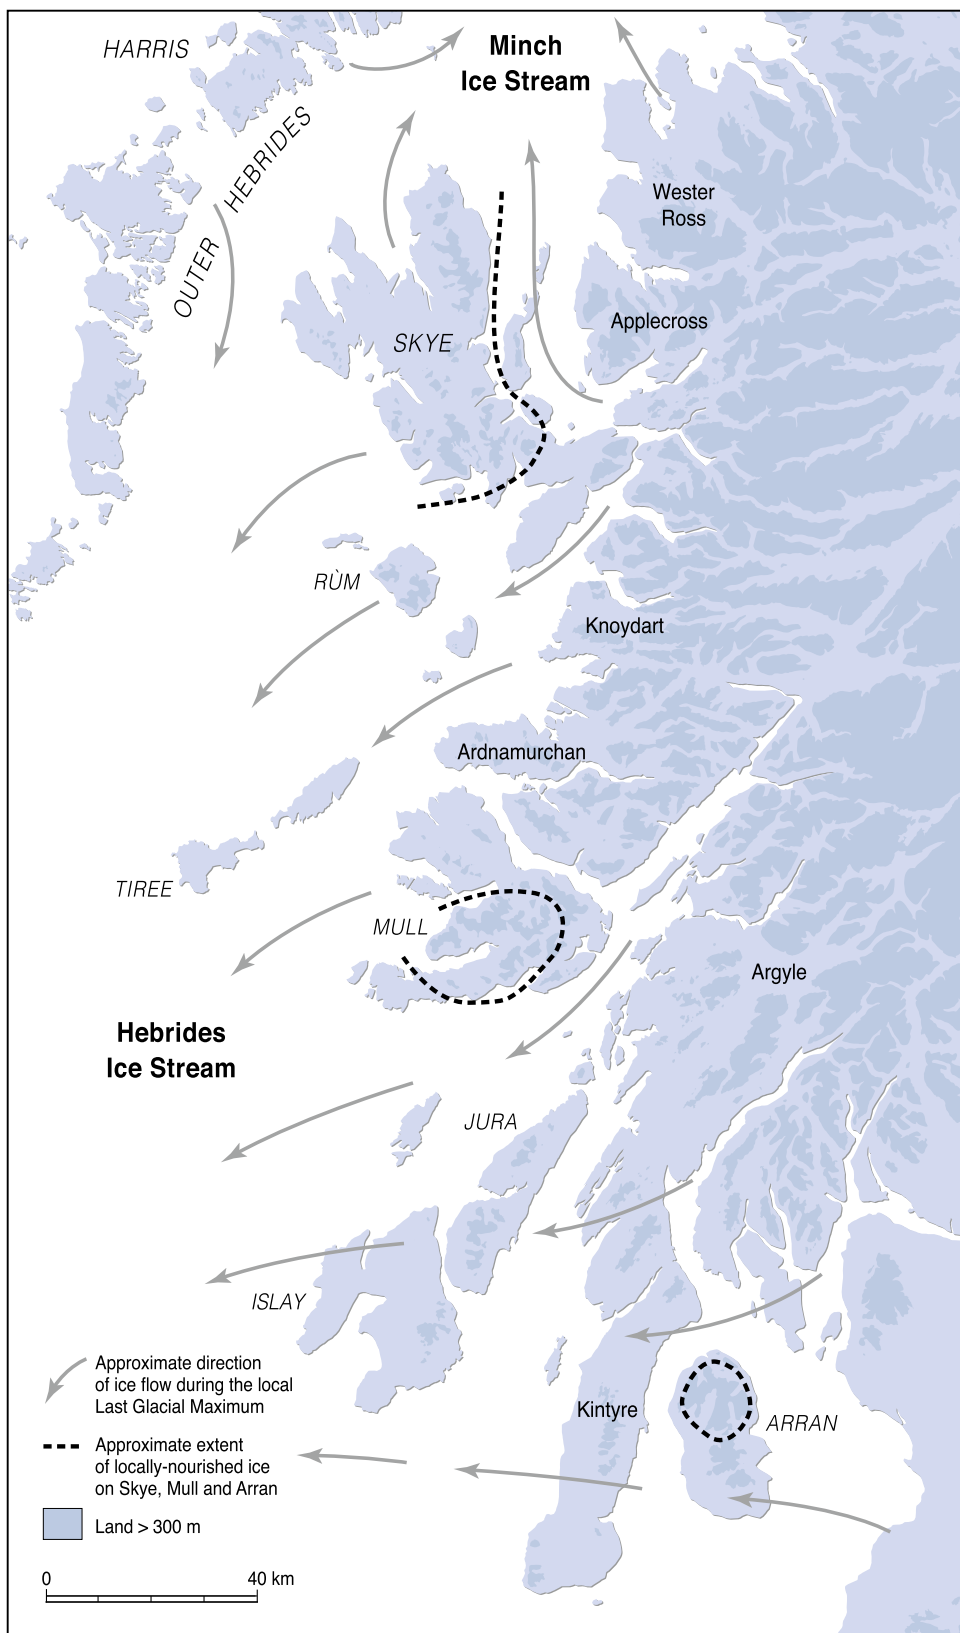 HARRIS
Minch
Ice Stream
OUTER HEBRIDES
Wester
Ross
Applecross
SKYE
RÙM
Knoydart
Ardnamurchan
TIREE
MULL
Argyle
Hebrides
Ice Stream
JURA
ISLAY
Kintyre
ARRAN
Approximate direction
of ice flow during the local
Last Glacial Maximum
Approximate extent
of locally-nourished ice
on Skye, Mull and Arran
Land > 300 m
0 40 km